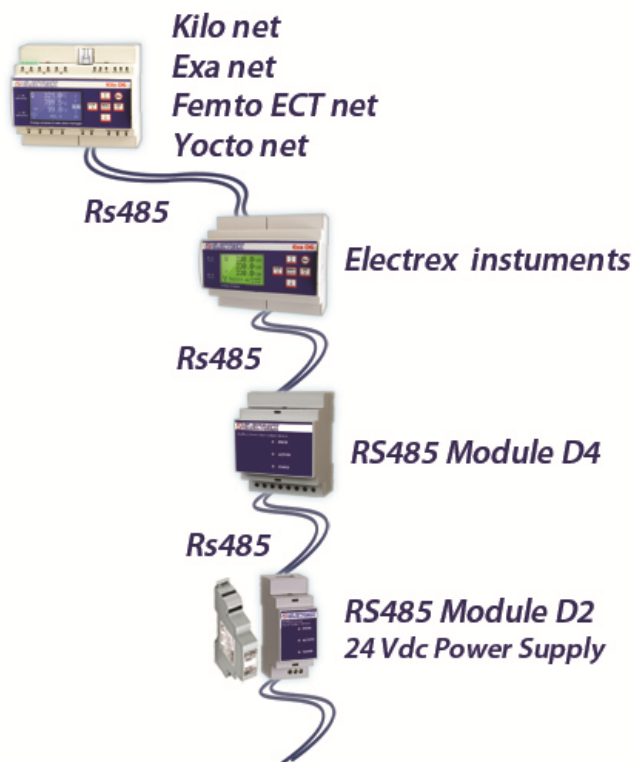 Kilo net
Exa net
Femto ECT net
Yocto net
Rs485
Electrex instuments
Rs485
RS485 Module D4
Rs485
RS485 Module D2
24 Vdc Power Supply